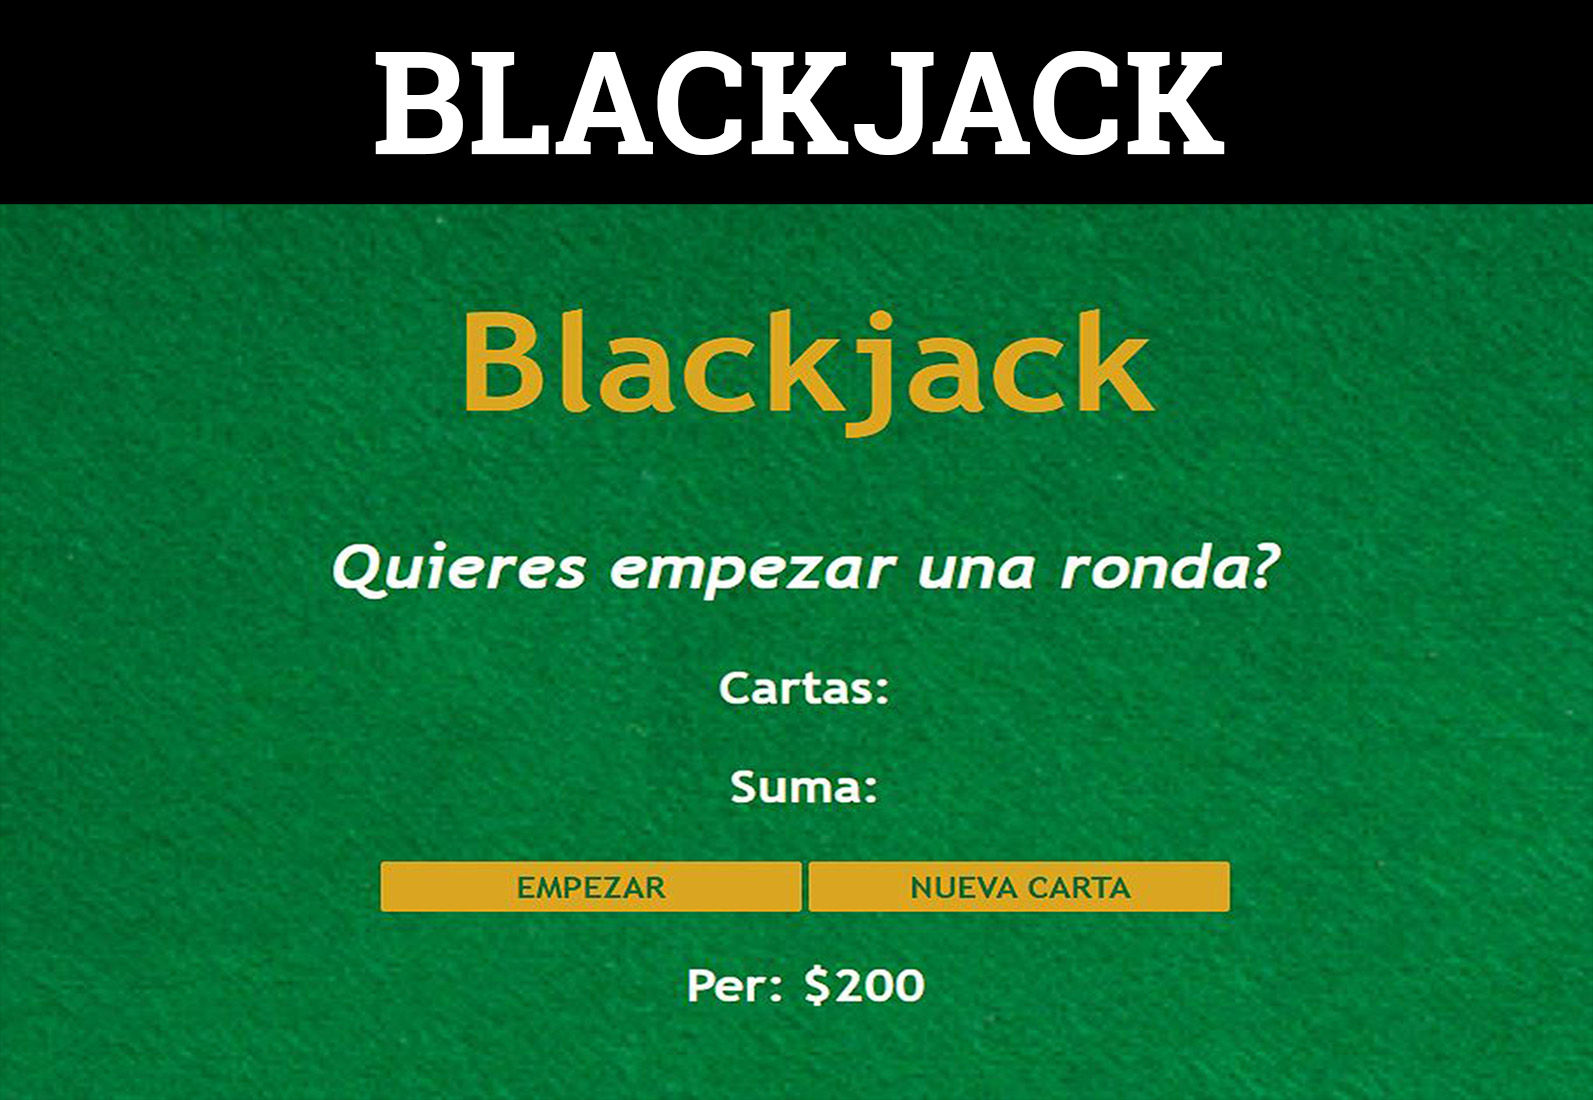 BLACKJACK
Blackjack
Quieres empezar una ronda?
Cartas:
Suma:
EMPEZAR NUEVA CARTA
Per: $200